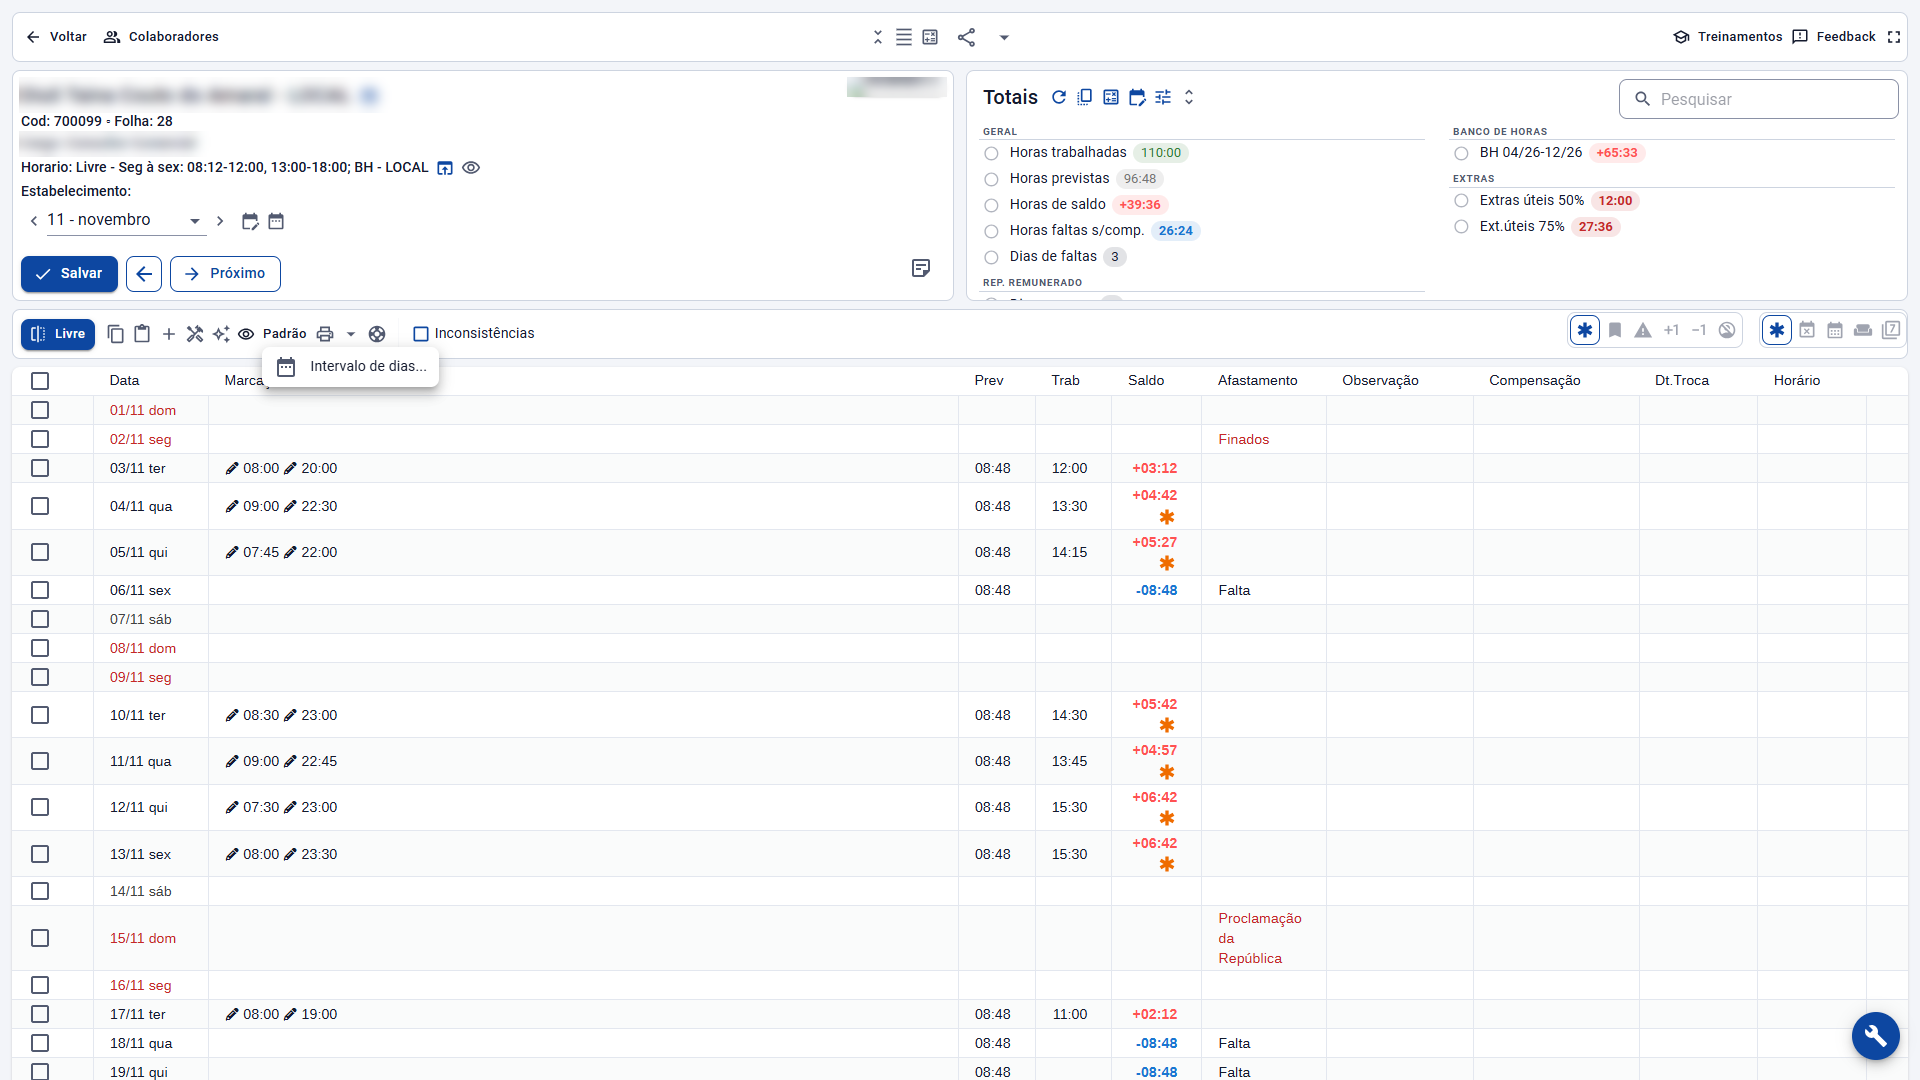 Voltar Colaboradores
Treinamentos Feedback
Cod: 700099 • Folha: 28
Horario: Livre - Seg à sex: 08:12-12:00, 13:00-18:00; BH - LOCAL
Estabelecimento:
11 - novembro
Salvar Próximo
Totais
Pesquisar
GERAL
Horas trabalhadas 110:00
Horas previstas 96:48
Horas de saldo +39:36
Horas faltas s/comp. 26:24
Dias de faltas 3
REP. REMUNERADO
BANCO DE HORAS
BH 04/26-12/26 +65:33
EXTRAS
Extras úteis 50% 12:00
Ext.úteis 75% 27:36
Livre Padrão Inconsistências
+1 −1 7
Intervalo de dias...
Data Prev Trab Saldo Afastamento Observação Compensação Dt.Troca Horário
01/11 dom
02/11 seg Finados
03/11 ter 08:00 20:00 08:48 12:00 +03:12
04/11 qua 09:00 22:30 08:48 13:30 +04:42
05/11 qui 07:45 22:00 08:48 14:15 +05:27
06/11 sex 08:48 -08:48 Falta
07/11 sáb
08/11 dom
09/11 seg
10/11 ter 08:30 23:00 08:48 14:30 +05:42
11/11 qua 09:00 22:45 08:48 13:45 +04:57
12/11 qui 07:30 23:00 08:48 15:30 +06:42
13/11 sex 08:00 23:30 08:48 15:30 +06:42
14/11 sáb
15/11 dom Proclamação
da
República
16/11 seg
17/11 ter 08:00 19:00 08:48 11:00 +02:12
18/11 qua 08:48 -08:48 Falta
19/11 qui 08:48 -08:48 Falta